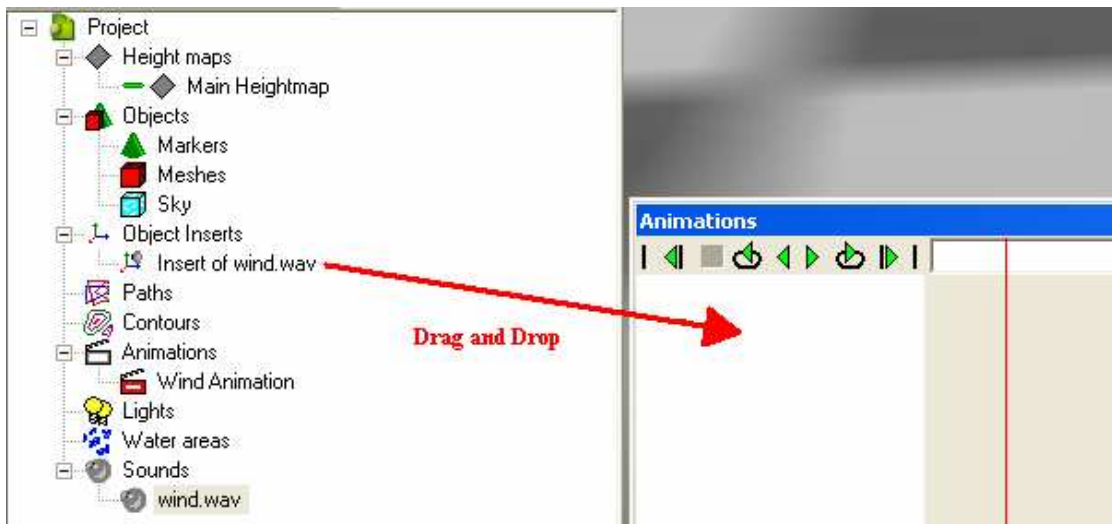 Project
Height maps
Main Heightmap
Objects
Markers
Meshes
Sky
Object Inserts
Insert of wind.wav
Paths
Contours
Animations
Wind Animation
Lights
Water areas
Sounds
wind.wav
Drag and Drop
Animations